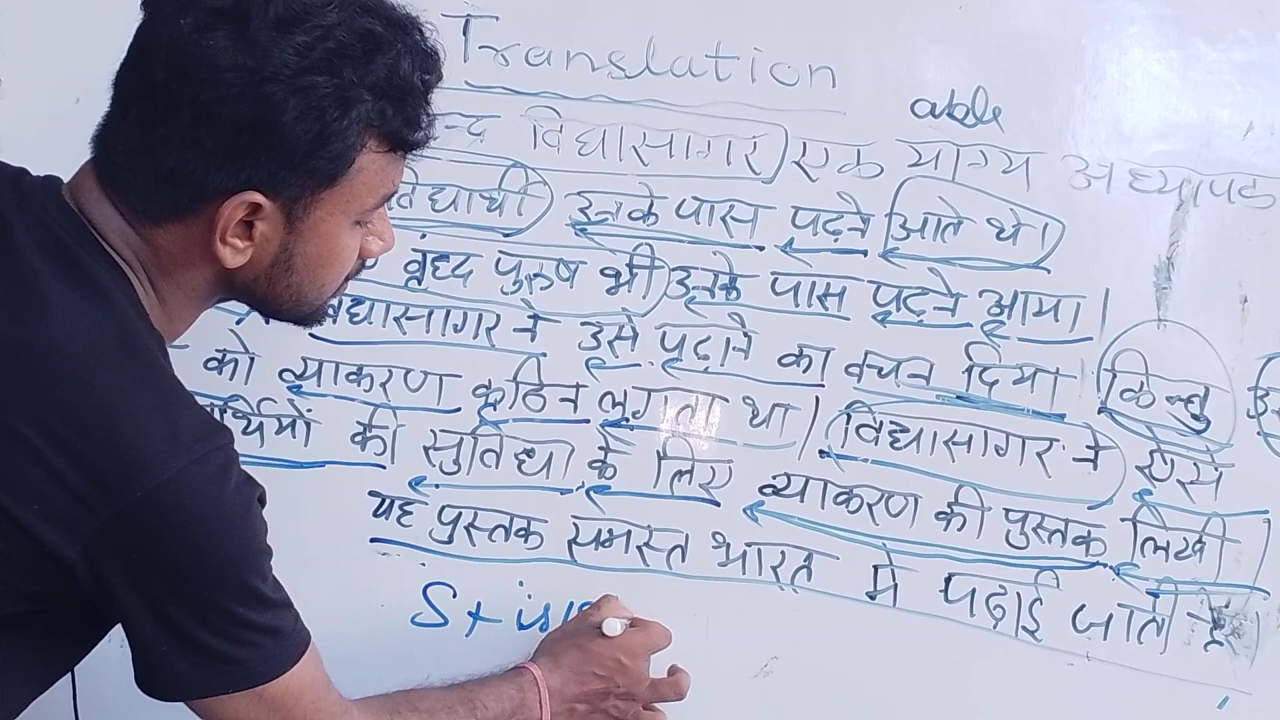 Translation
able
न्द्र विद्यासागर एक योग्य अध्यापक
विद्यार्थी उनके पास पढ़ने आते थे।
वृध्द पुरुष भी उनके पास पढ़ने आया।
विद्यासागर ने उसे पढ़ाने का वचन दिया किन्तु
को व्याकरण कठिन लगता था। विद्यासागर ने ऐसे
र्थियों की सुविधा के लिए व्याकरण की पुस्तक लिखी
यह पुस्तक समस्त भारत में पढ़ाई जाती है।
S + is